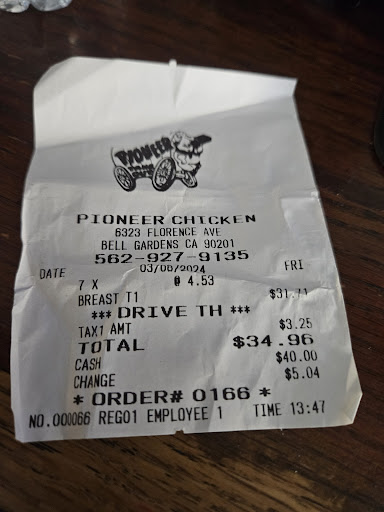 PIONEER
PIONEER CHICKEN
6323 FLORENCE AVE
BELL GARDENS CA 90201
562-927-9135
DATE 03/08/2024 FRI
7 X @ 4.53
BREAST T1 $31.71
*** DRIVE TH ***
TAX1 AMT $3.25
TOTAL $34.96
CASH $40.00
CHANGE $5.04
* ORDER# 0166 *
NO.000066 REG01 EMPLOYEE 1 TIME 13:47